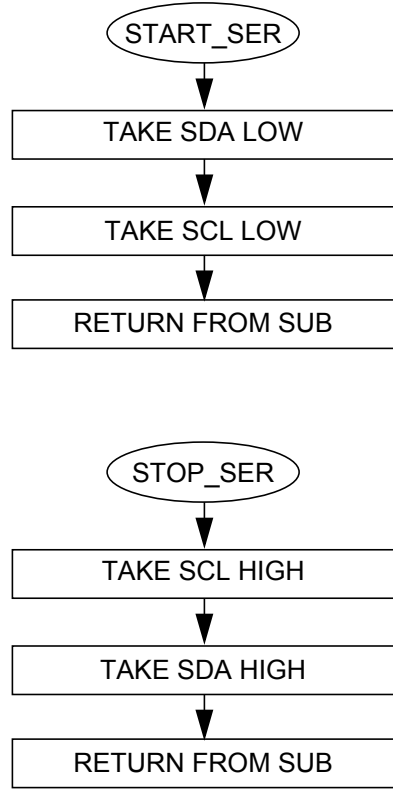 START_SER
TAKE SDA LOW
TAKE SCL LOW
RETURN FROM SUB
STOP_SER
TAKE SCL HIGH
TAKE SDA HIGH
RETURN FROM SUB